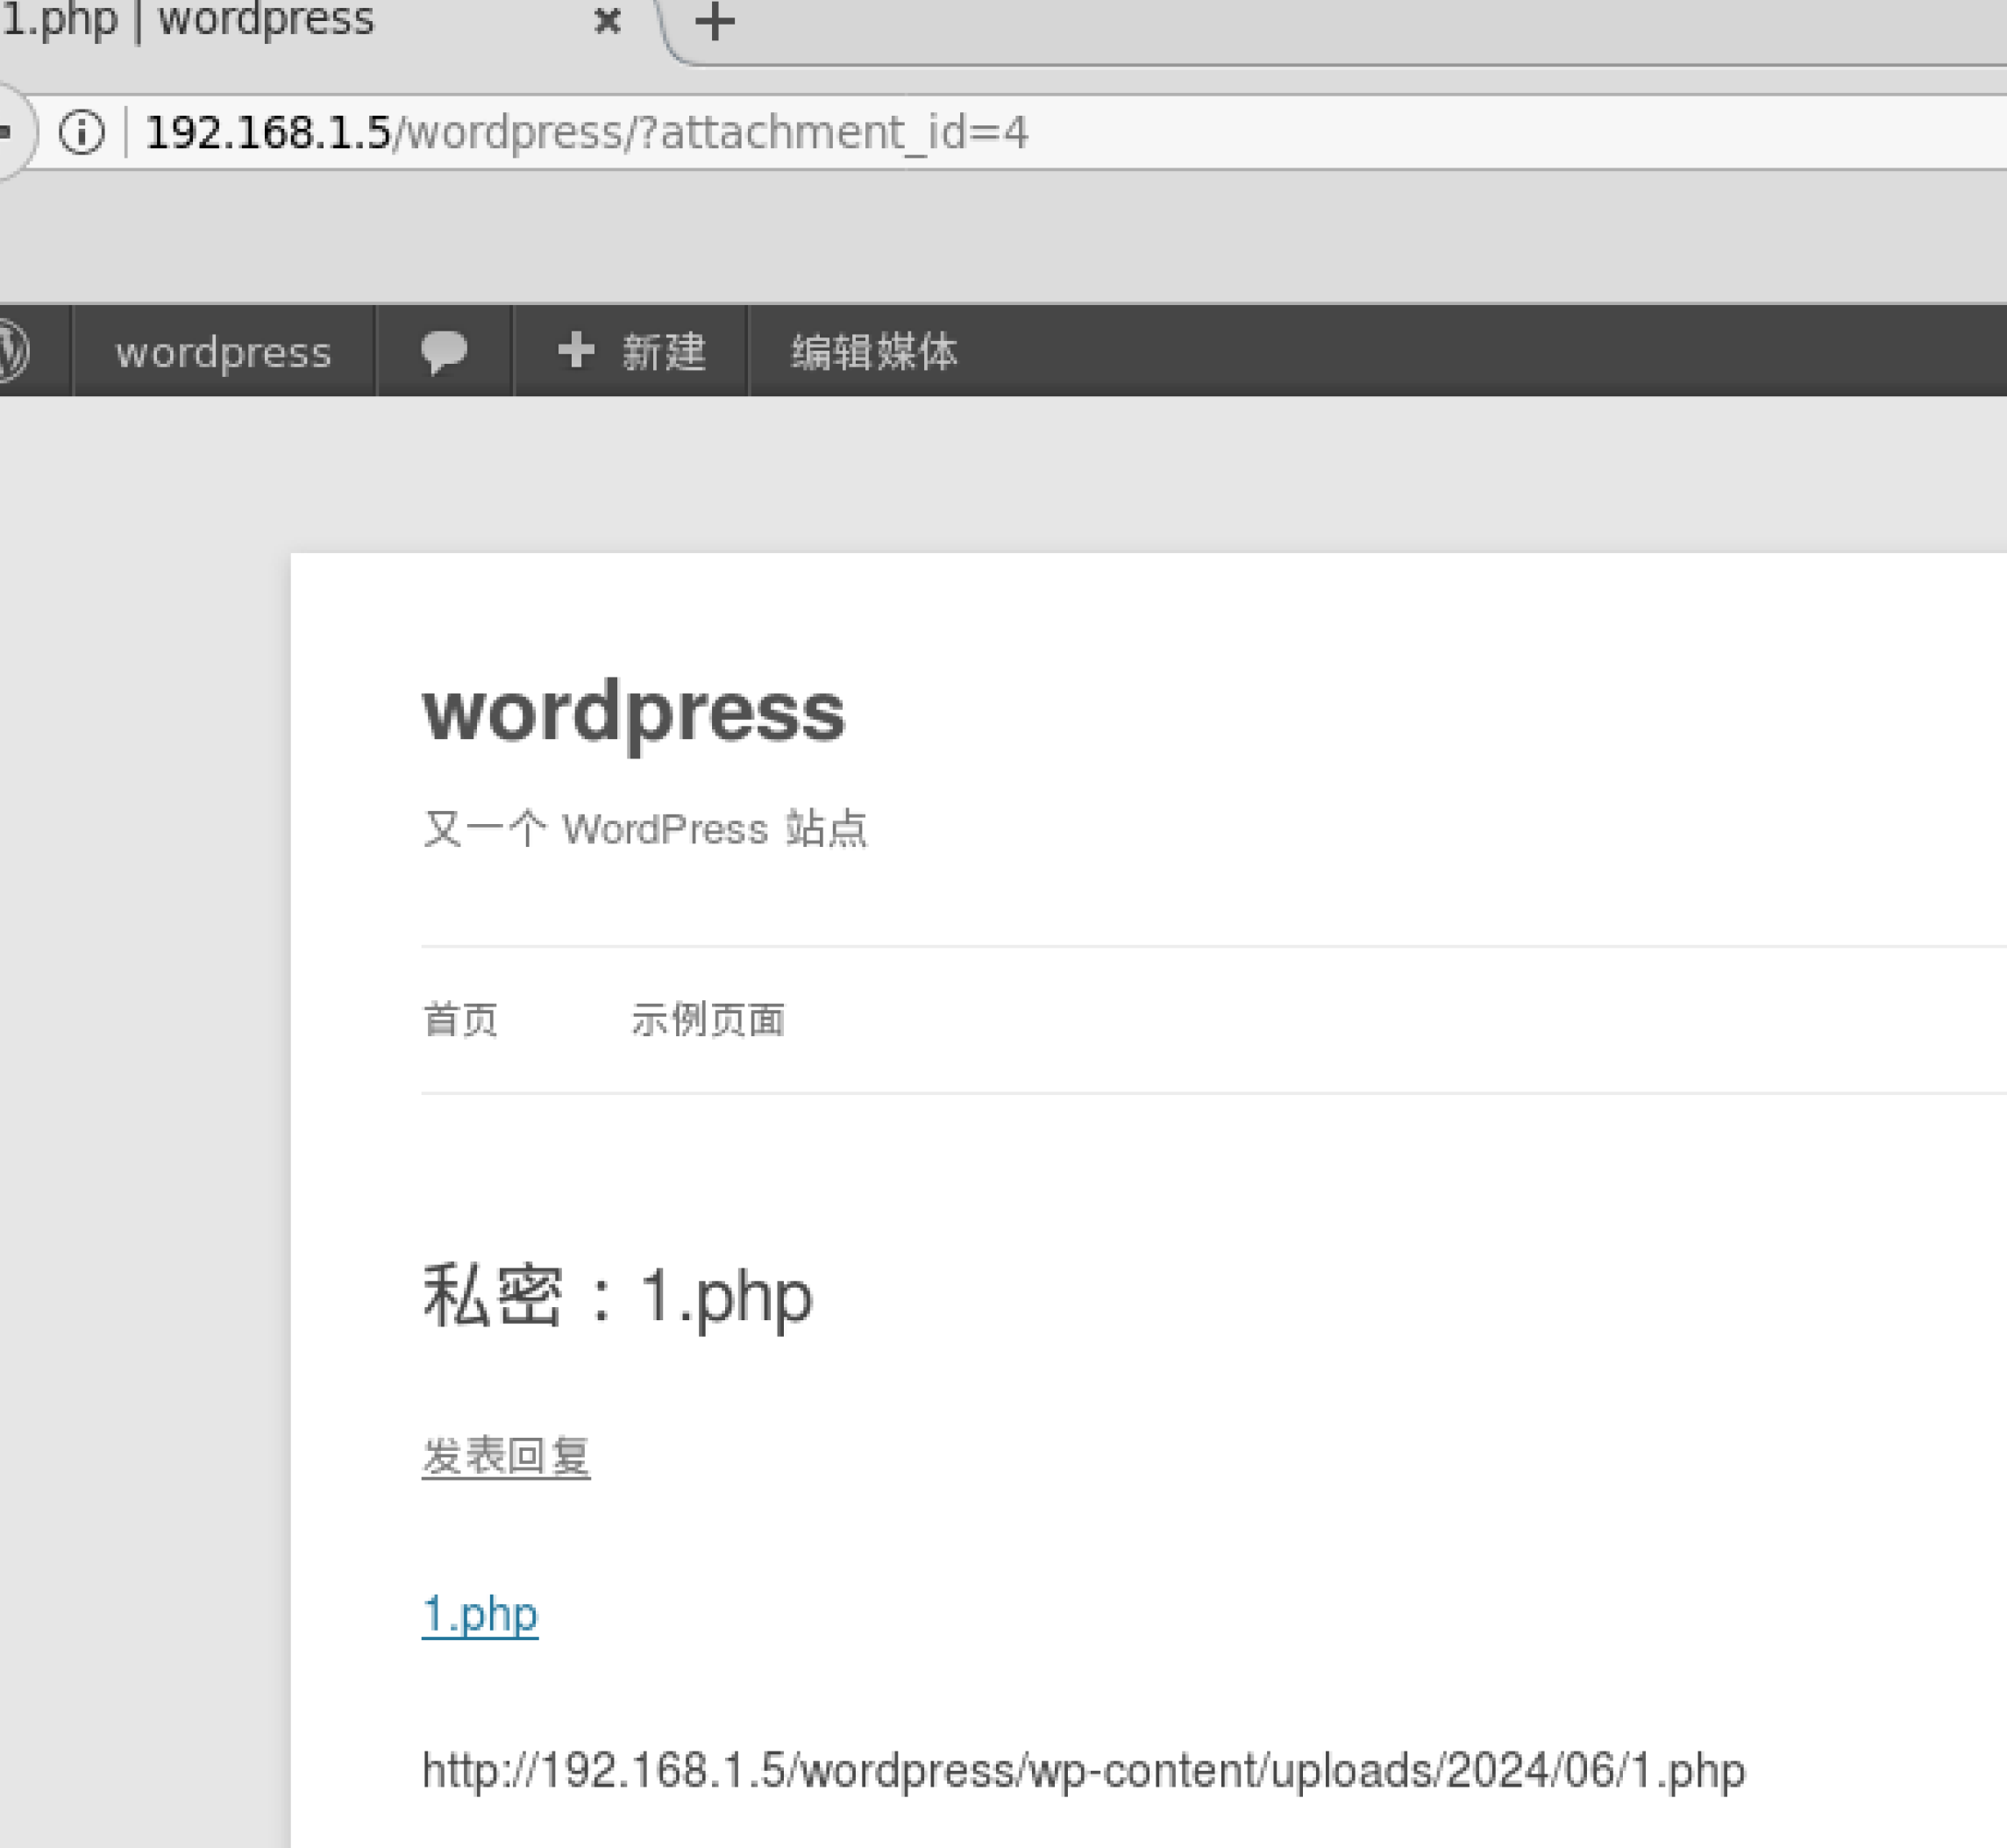 1.php | wordpress
192.168.1.5/wordpress/?attachment_id=4
wordpress 新建 编辑媒体
wordpress
又一个 WordPress 站点
首页 示例页面
私密：1.php
发表回复
1.php
http://192.168.1.5/wordpress/wp-content/uploads/2024/06/1.php